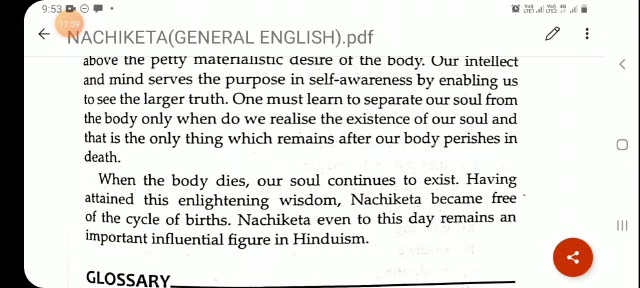 9:53
11:59
NACHIKETA(GENERAL ENGLISH).pdf
above the petty materialistic desire of the body. Our intellect
and mind serves the purpose in self-awareness by enabling us
to see the larger truth. One must learn to separate our soul from
the body only when do we realise the existence of our soul and
that is the only thing which remains after our body perishes in
death.
When the body dies, our soul continues to exist. Having
attained this enlightening wisdom, Nachiketa became free
of the cycle of births. Nachiketa even to this day remains an
important influential figure in Hinduism.
GLOSSARY